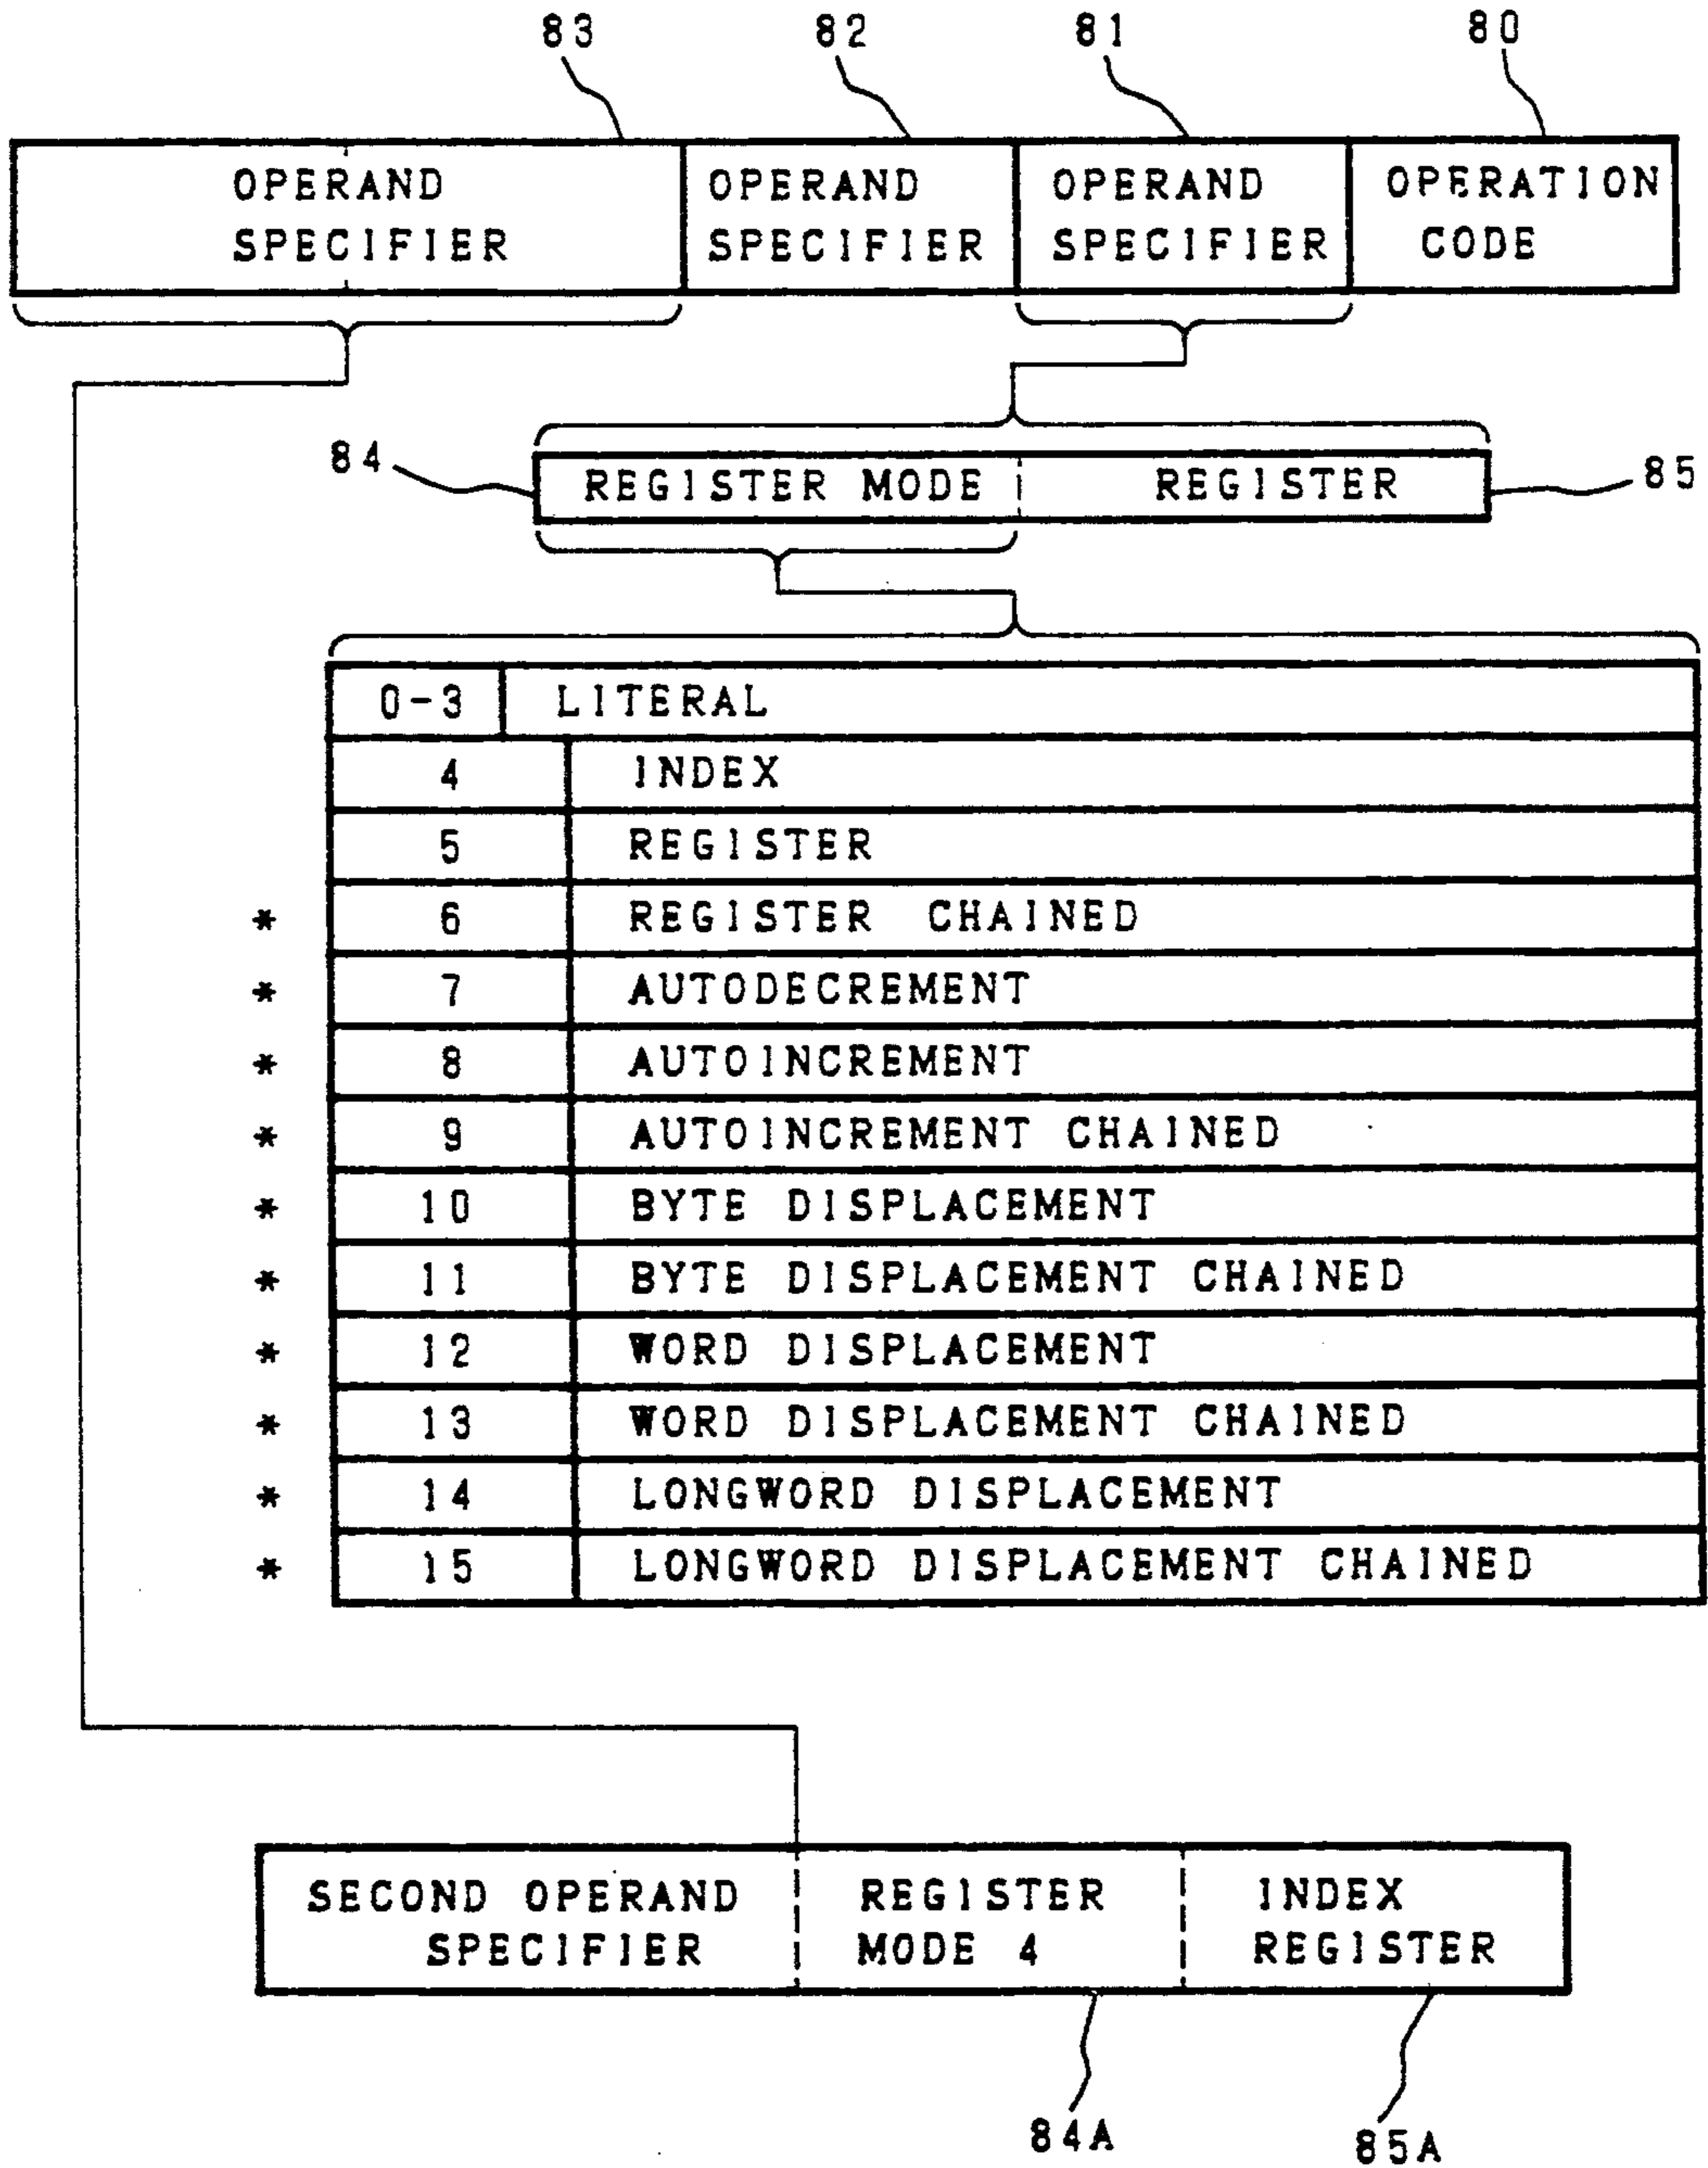 83 82 81 80
OPERAND OPERAND OPERAND OPERATION
SPECIFIER SPECIFIER SPECIFIER CODE
84 REGISTER MODE REGISTER 85
0-3 LITERAL
4 INDEX
5 REGISTER
* 6 REGISTER CHAINED
* 7 AUTODECREMENT
* 8 AUTOINCREMENT
* 9 AUTOINCREMENT CHAINED
* 10 BYTE DISPLACEMENT
* 11 BYTE DISPLACEMENT CHAINED
* 12 WORD DISPLACEMENT
* 13 WORD DISPLACEMENT CHAINED
* 14 LONGWORD DISPLACEMENT
* 15 LONGWORD DISPLACEMENT CHAINED
SECOND OPERAND REGISTER INDEX
SPECIFIER MODE 4 REGISTER
84A 85A